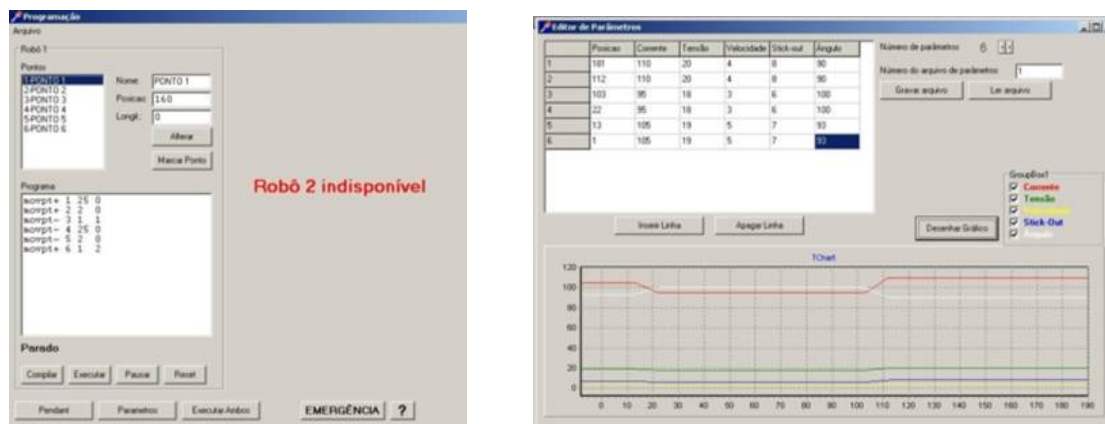 Programação
Arquivo
Robô 1
Pontos
1-PONTO 1
2-PONTO 2
3-PONTO 3
4-PONTO 4
5-PONTO 5
6-PONTO 6
Nome: PONTO 1
Posicao: 160
Longit.: 0
Alterar
Marcar Ponto
Programa
movpt+ 1 25 0
movpt+ 2 2 0
movpt- 3 1 1
movpt- 4 25 0
movpt- 5 2 0
movpt+ 6 1 2
Parado
Compilar Executar Pausar Reset
Pendant Parametros Executar Ambos EMERGÊNCIA ?
Robô 2 indisponível
Editor de Parâmetros
Posicao Corrente Tensão Velocidade Stick-out Ângulo
1 181 110 20 4 8 90
2 112 110 20 4 8 90
3 103 95 18 3 6 100
4 22 95 18 3 6 100
5 13 105 19 5 7 93
6 1 105 19 5 7 93
Número de parâmetros: 6
Número do arquivo de parâmetros: 1
Gravar arquivo Ler arquivo
Inserir Linha Apagar Linha Desenhar Gráfico
GroupBox1
Corrente
Tensão
Stick-Out
TChart
120
100
80
60
40
20
0
0 10 20 30 40 50 60 70 80 90 100 110 120 130 140 150 160 170 180 190